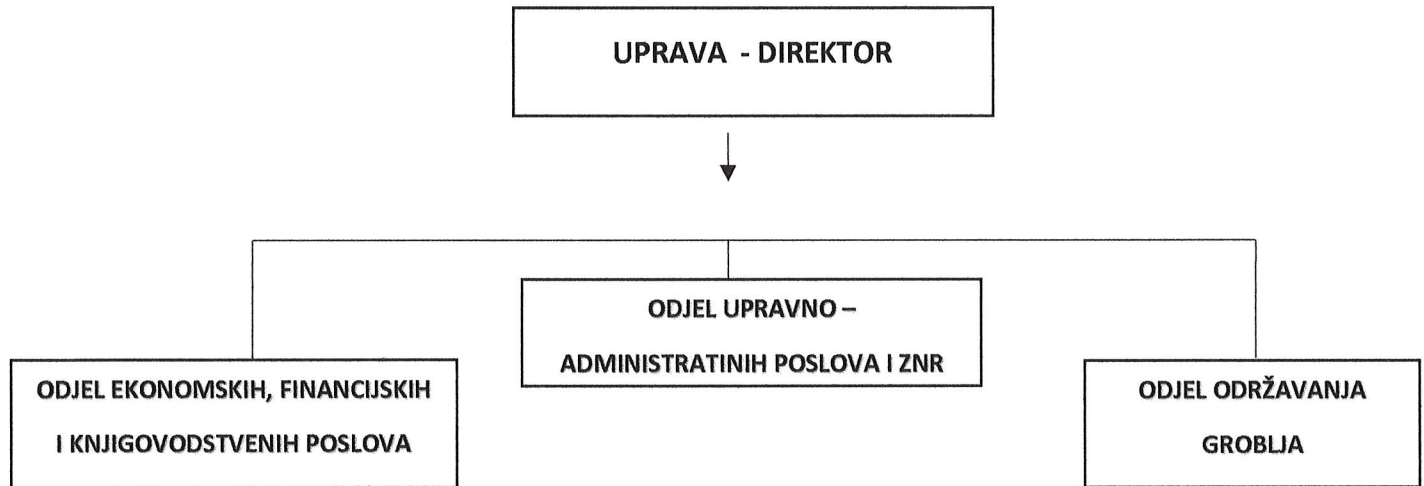 UPRAVA - DIREKTOR
ODJEL UPRAVNO –
ADMINISTRATINIH POSLOVA I ZNR
ODJEL EKONOMSKIH, FINANCIJSKIH
I KNJIGOVODSTVENIH POSLOVA
ODJEL ODRŽAVANJA
GROBLJA